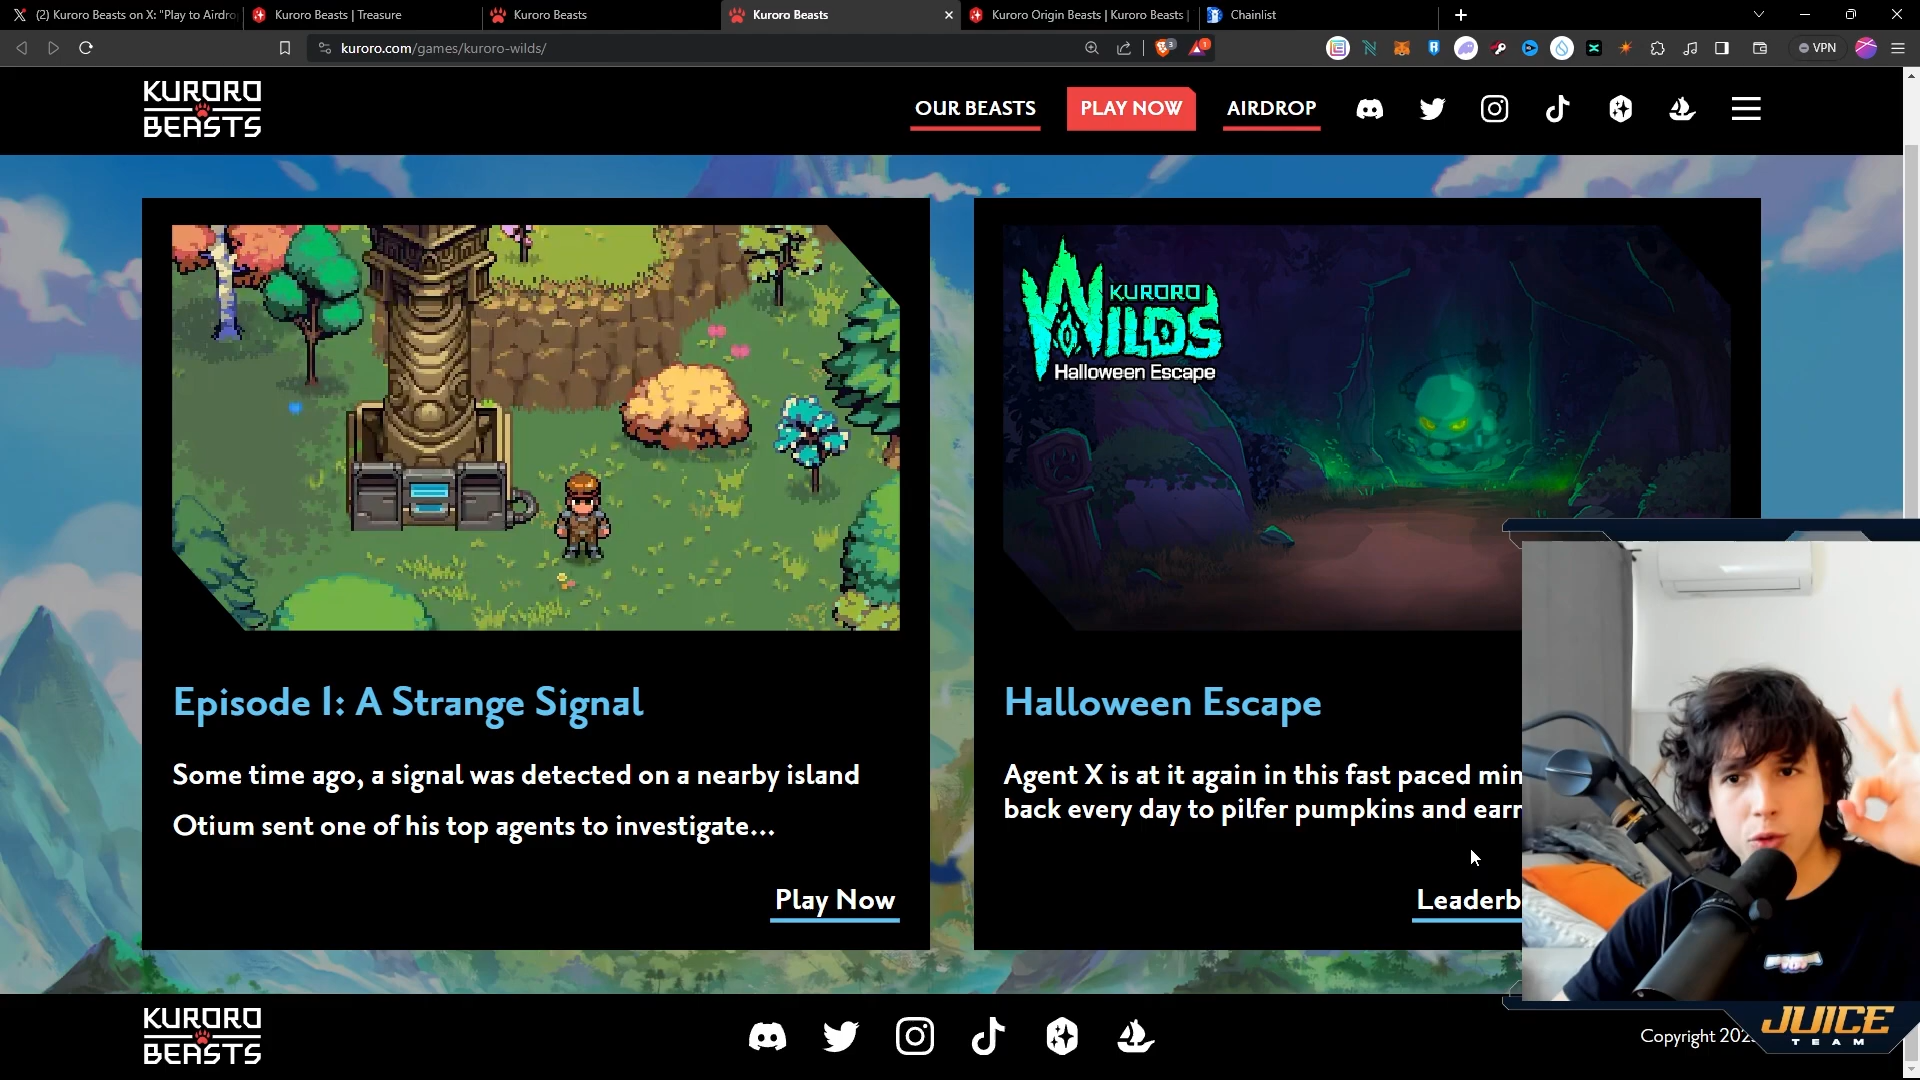 (2) Kuroro Beasts on X: "Play to Airdro
Kuroro Beasts | Treasure
Kuroro Beasts
Kuroro Beasts
Kuroro Origin Beasts | Kuroro Beasts |
Chainlist
kuroro.com/games/kuroro-wilds/
3
1
VPN
KURORO
BEASTS
OUR BEASTS
PLAY NOW
AIRDROP
KURORO
WILDS
Halloween Escape
Episode 1: A Strange Signal
Some time ago, a signal was detected on a nearby island
Otium sent one of his top agents to investigate...
Play Now
Halloween Escape
Agent X is at it again in this fast paced min
back every day to pilfer pumpkins and earn
Leaderb
KURORO
BEASTS
Copyright 202
JUICE
TEAM